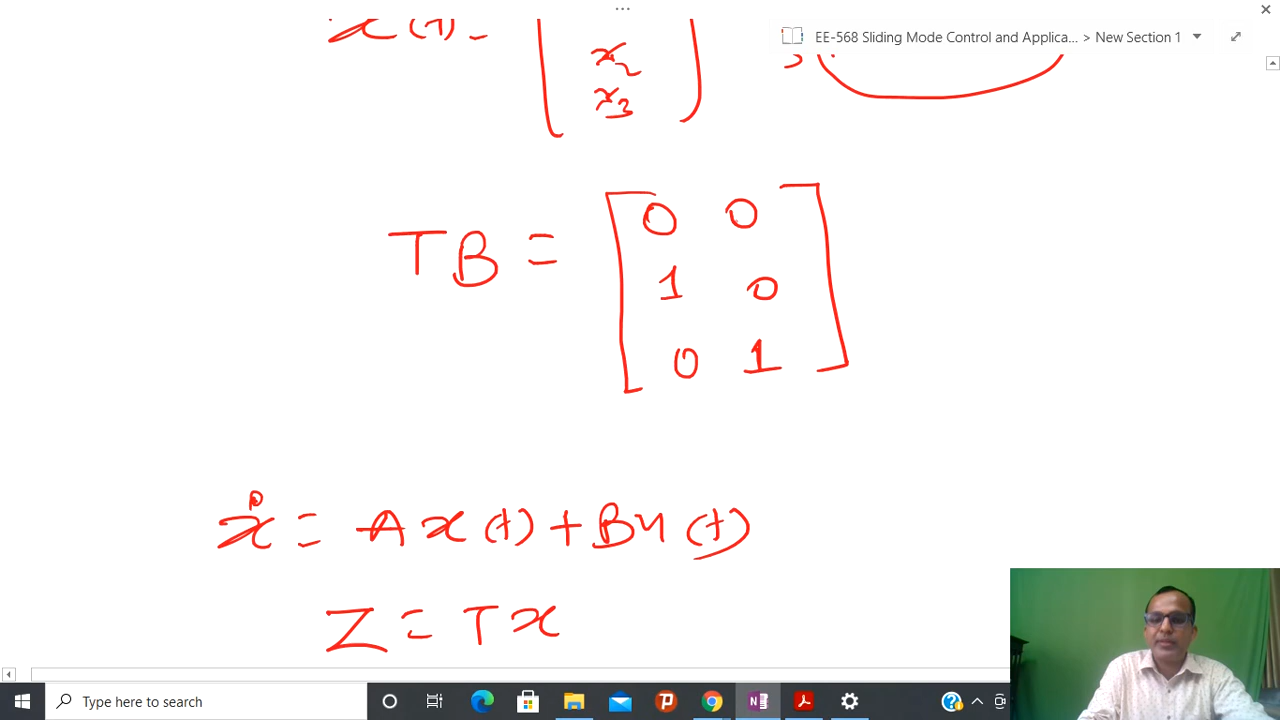 EE-568 Sliding Mode Control and Applica... > New Section 1
x(t) =
x₂
x₃
TB = [0 0
1 0
0 1]
ẋ = Ax(t) + Bu(t)
Z = Tx
Type here to search